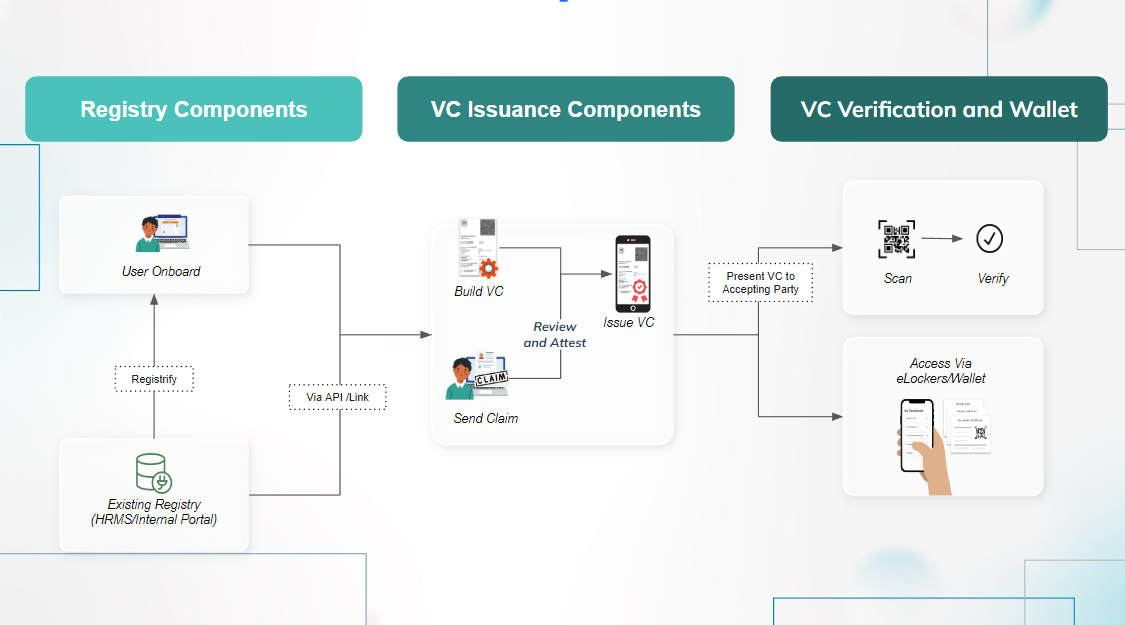 Registry Components
VC Issuance Components
VC Verification and Wallet
User Onboard
Registrify
Existing Registry
(HRMS/Internal Portal)
Via API /Link
Build VC
Review
and Attest
Issue VC
CLAIM
Send Claim
Present VC to
Accepting Party
Scan
Verify
Access Via
eLockers/Wallet